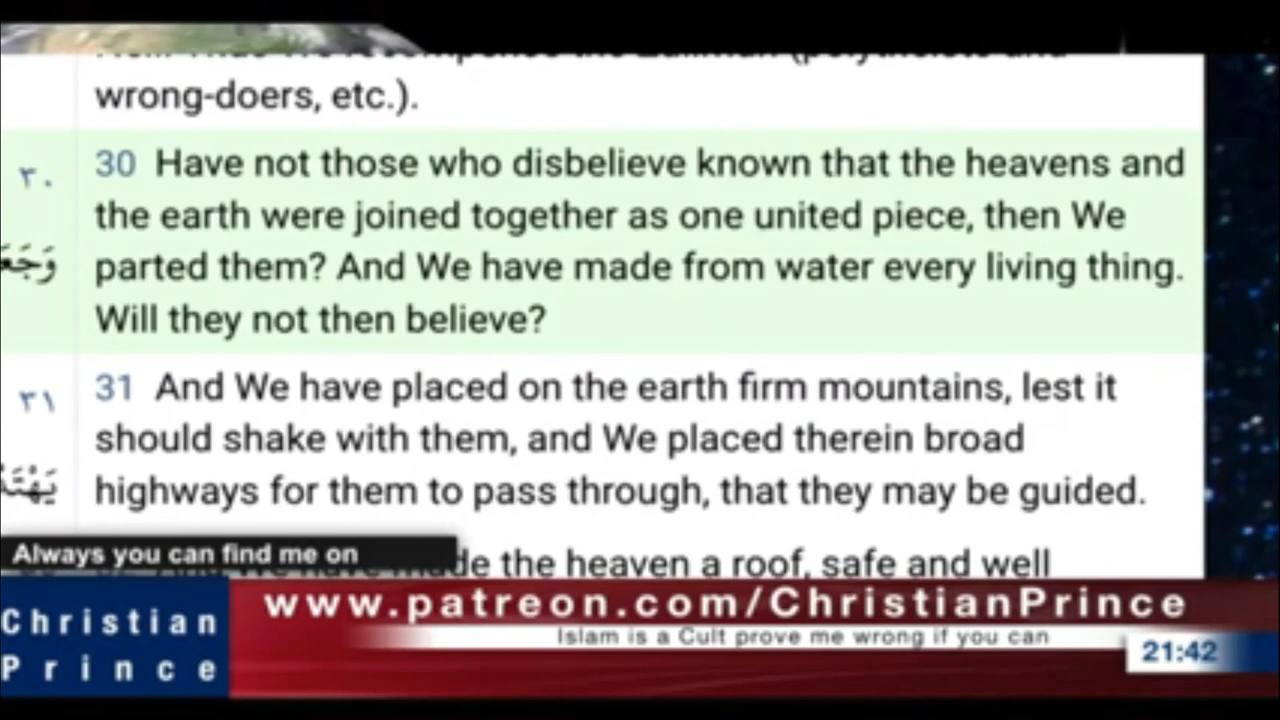 wrong-doers, etc.).
٣٠
30 Have not those who disbelieve known that the heavens and
the earth were joined together as one united piece, then We
وَجَعَ
parted them? And We have made from water every living thing.
Will they not then believe?
٣١
31 And We have placed on the earth firm mountains, lest it
should shake with them, and We placed therein broad
highways for them to pass through, that they may be guided.
Always you can find me on
the heaven a roof, safe and well
Christian
Prince
www.patreon.com/ChristianPrince
Islam is a Cult prove me wrong if you can
21:42